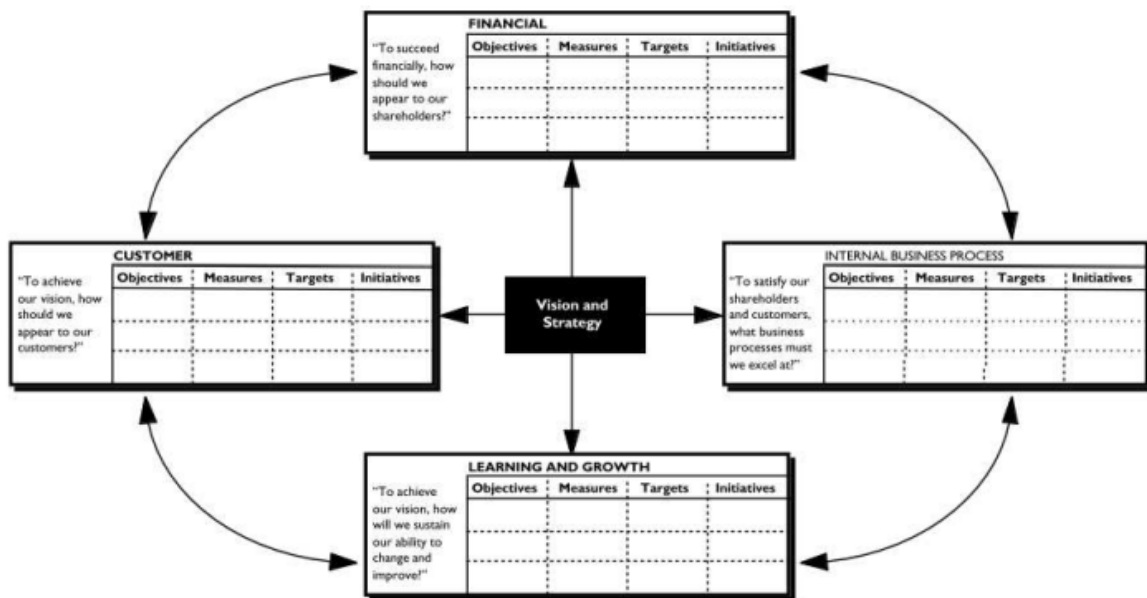 FINANCIAL
Objectives Measures Targets Initiatives
“To succeed
financially, how
should we
appear to our
shareholders?”
CUSTOMER
Objectives Measures Targets Initiatives
“To achieve
our vision, how
should we
appear to our
customers?”
Vision and
Strategy
INTERNAL BUSINESS PROCESS
Objectives Measures Targets Initiatives
“To satisfy our
shareholders
and customers,
what business
processes must
we excel at?”
LEARNING AND GROWTH
Objectives Measures Targets Initiatives
“To achieve
our vision, how
will we sustain
our ability to
change and
improve?”